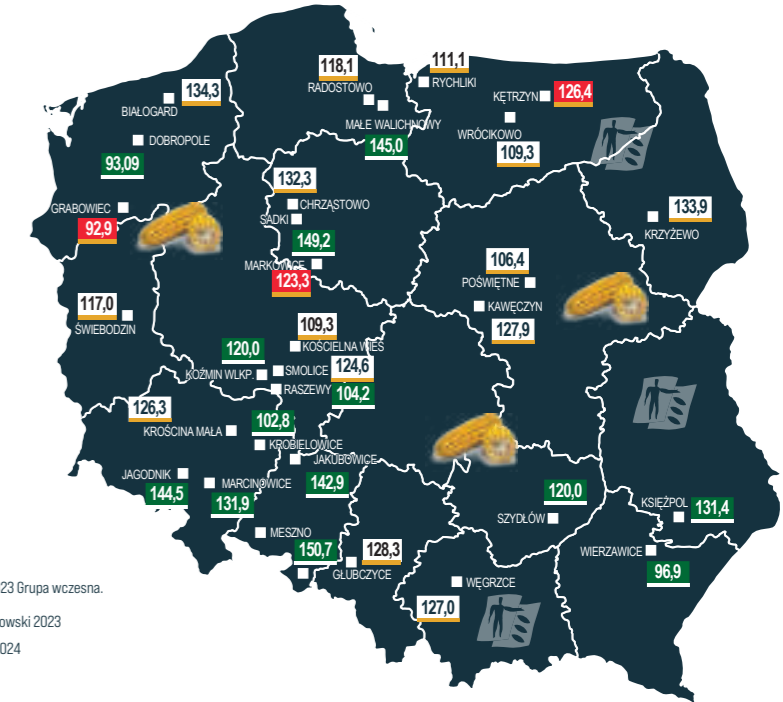 134,3
BIAŁOGARD
DOBROPOLE
93,09
GRABOWIEC
92,9
118,1
RADOSTOWO
MAŁE WALICHNOWY
145,0
111,1
RYCHLIKI
KĘTRZYN
126,4
WRÓCIKOWO
109,3
132,3
CHRZĄSTOWO
SADKI
149,2
MARKOWICE
123,3
133,9
KRZYŻEWO
106,4
POŚWIĘTNE
KAWĘCZYN
127,9
117,0
ŚWIEBODZIN
109,3
KOŚCIELNA WIEŚ
120,0
KOŹMIN WLKP.
SMOLICE
124,6
RASZEWY
104,2
126,3
KROŚCINA MAŁA
102,8
KROBIELOWICE
JAKUBOWICE
142,9
JAGODNIK
144,5
MARCINOWICE
131,9
MESZNO
150,7
128,3
GŁUBCZYCE
120,0
SZYDŁÓW
KSIĘŻPOL
131,4
WIERZAWICE
96,9
WĘGRZCE
127,0
23 Grupa wczesna.
owski 2023
024